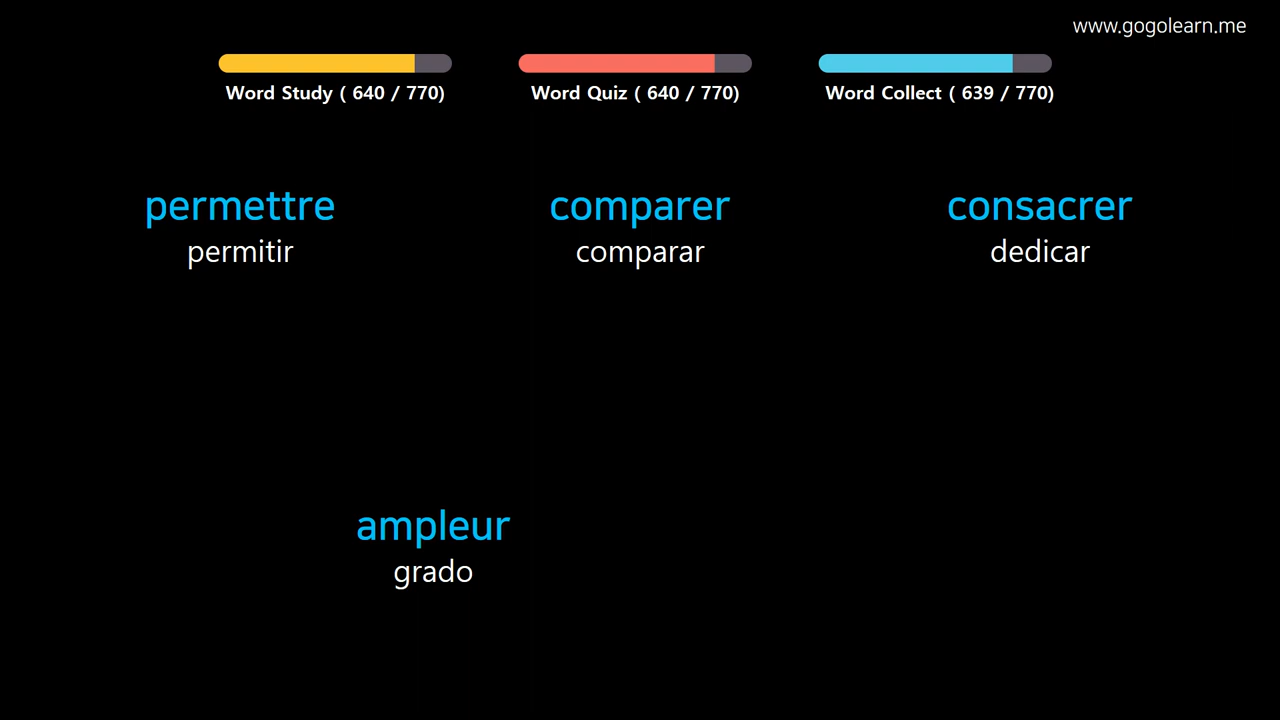 www.gogolearn.me
Word Study ( 640 / 770)
Word Quiz ( 640 / 770)
Word Collect ( 639 / 770)
permettre
permitir
comparer
comparar
consacrer
dedicar
ampleur
grado